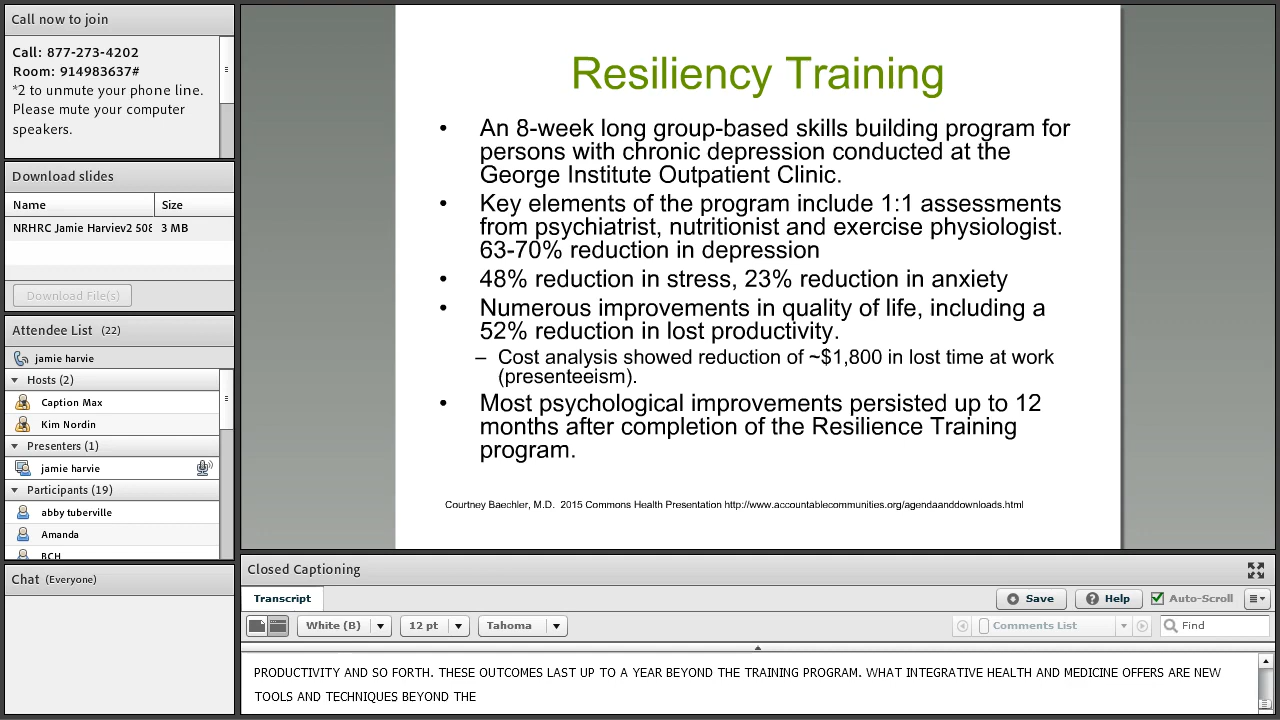 Call now to join
Call: 877-273-4202
Room: 914983637#
*2 to unmute your phone line.
Please mute your computer
speakers.
Download slides
Name Size
NRHRC Jamie Harviev2 508 3 MB
Download File(s)
Attendee List (22)
jamie harvie
Hosts (2)
Caption Max
Kim Nordin
Presenters (1)
jamie harvie
Participants (19)
abby tuberville
Amanda
BCH
Chat (Everyone)
Resiliency Training
• An 8-week long group-based skills building program for
persons with chronic depression conducted at the
George Institute Outpatient Clinic.
• Key elements of the program include 1:1 assessments
from psychiatrist, nutritionist and exercise physiologist.
63-70% reduction in depression
• 48% reduction in stress, 23% reduction in anxiety
• Numerous improvements in quality of life, including a
52% reduction in lost productivity.
– Cost analysis showed reduction of ~$1,800 in lost time at work
(presenteeism).
• Most psychological improvements persisted up to 12
months after completion of the Resilience Training
program.
Courtney Baechler, M.D. 2015 Commons Health Presentation http://www.accountablecommunities.org/agendaanddownloads.html
Closed Captioning
Transcript Save Help Auto-Scroll
White (B) 12 pt Tahoma Comments List Find
PRODUCTIVITY AND SO FORTH. THESE OUTCOMES LAST UP TO A YEAR BEYOND THE TRAINING PROGRAM. WHAT INTEGRATIVE HEALTH AND MEDICINE OFFERS ARE NEW
TOOLS AND TECHNIQUES BEYOND THE